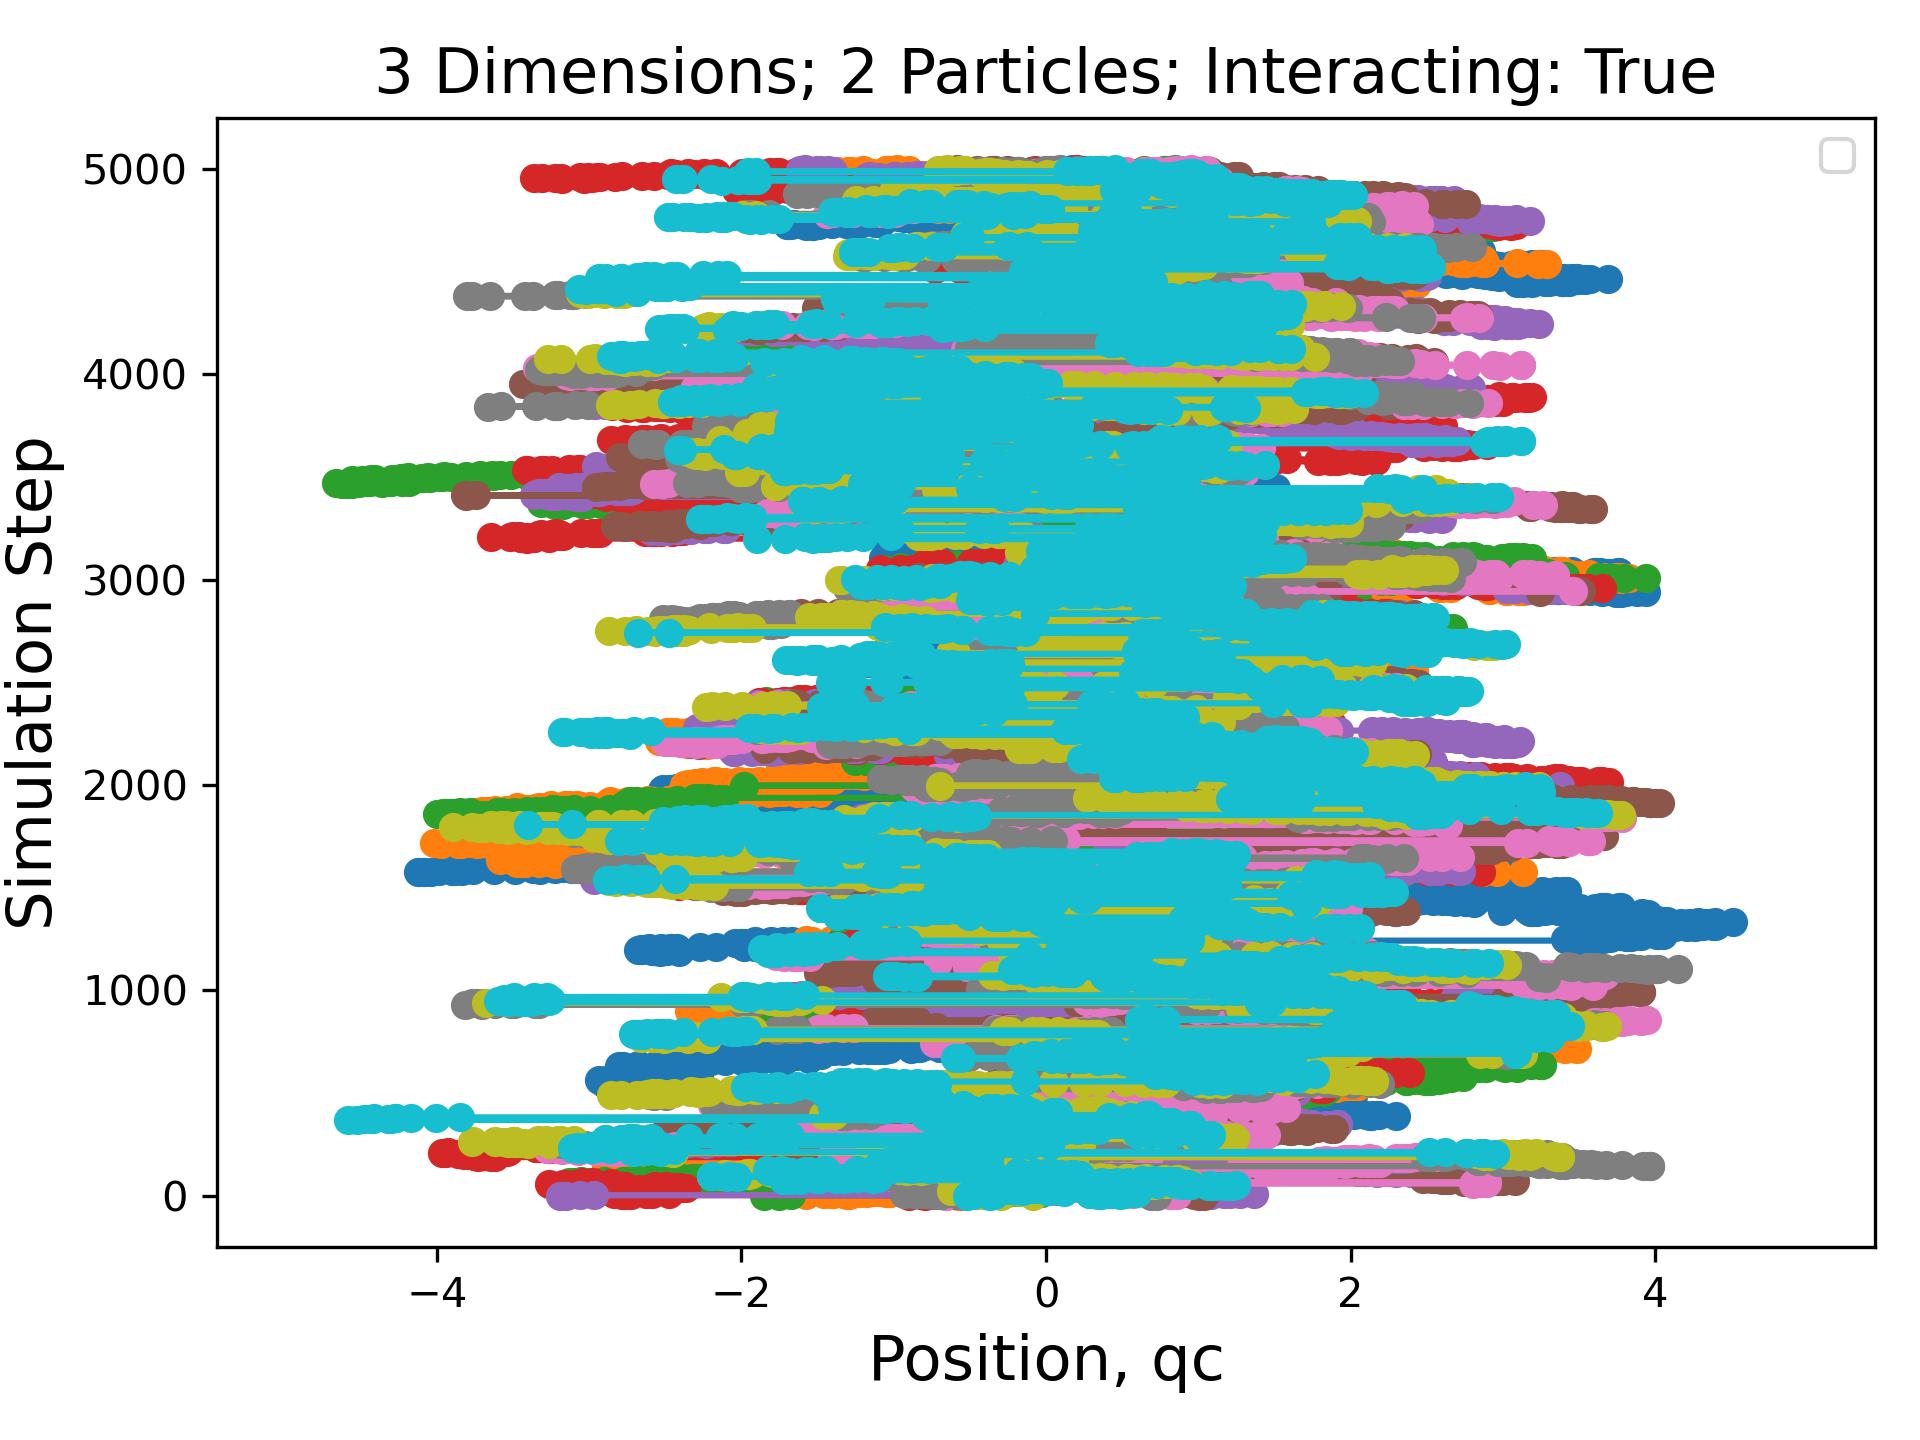 3 Dimensions; 2 Particles; Interacting: True
Simulation Step
5000
4000
3000
2000
1000
0
−4 −2 0 2 4
Position, qc